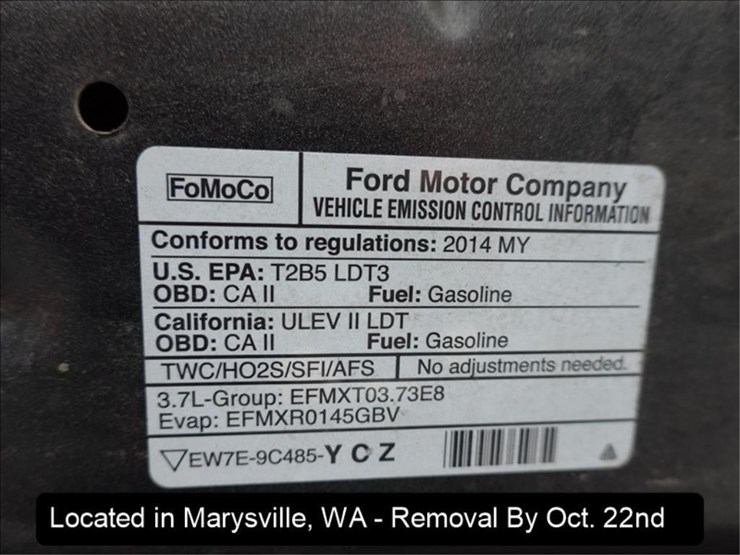 FoMoCo
Ford Motor Company
VEHICLE EMISSION CONTROL INFORMATION
Conforms to regulations: 2014 MY
U.S. EPA: T2B5 LDT3
OBD: CA II Fuel: Gasoline
California: ULEV II LDT
OBD: CA II Fuel: Gasoline
TWC/HO2S/SFI/AFS No adjustments needed.
3.7L-Group: EFMXT03.73E8
Evap: EFMXR0145GBV
EW7E-9C485-Y C Z
Located in Marysville, WA - Removal By Oct. 22nd